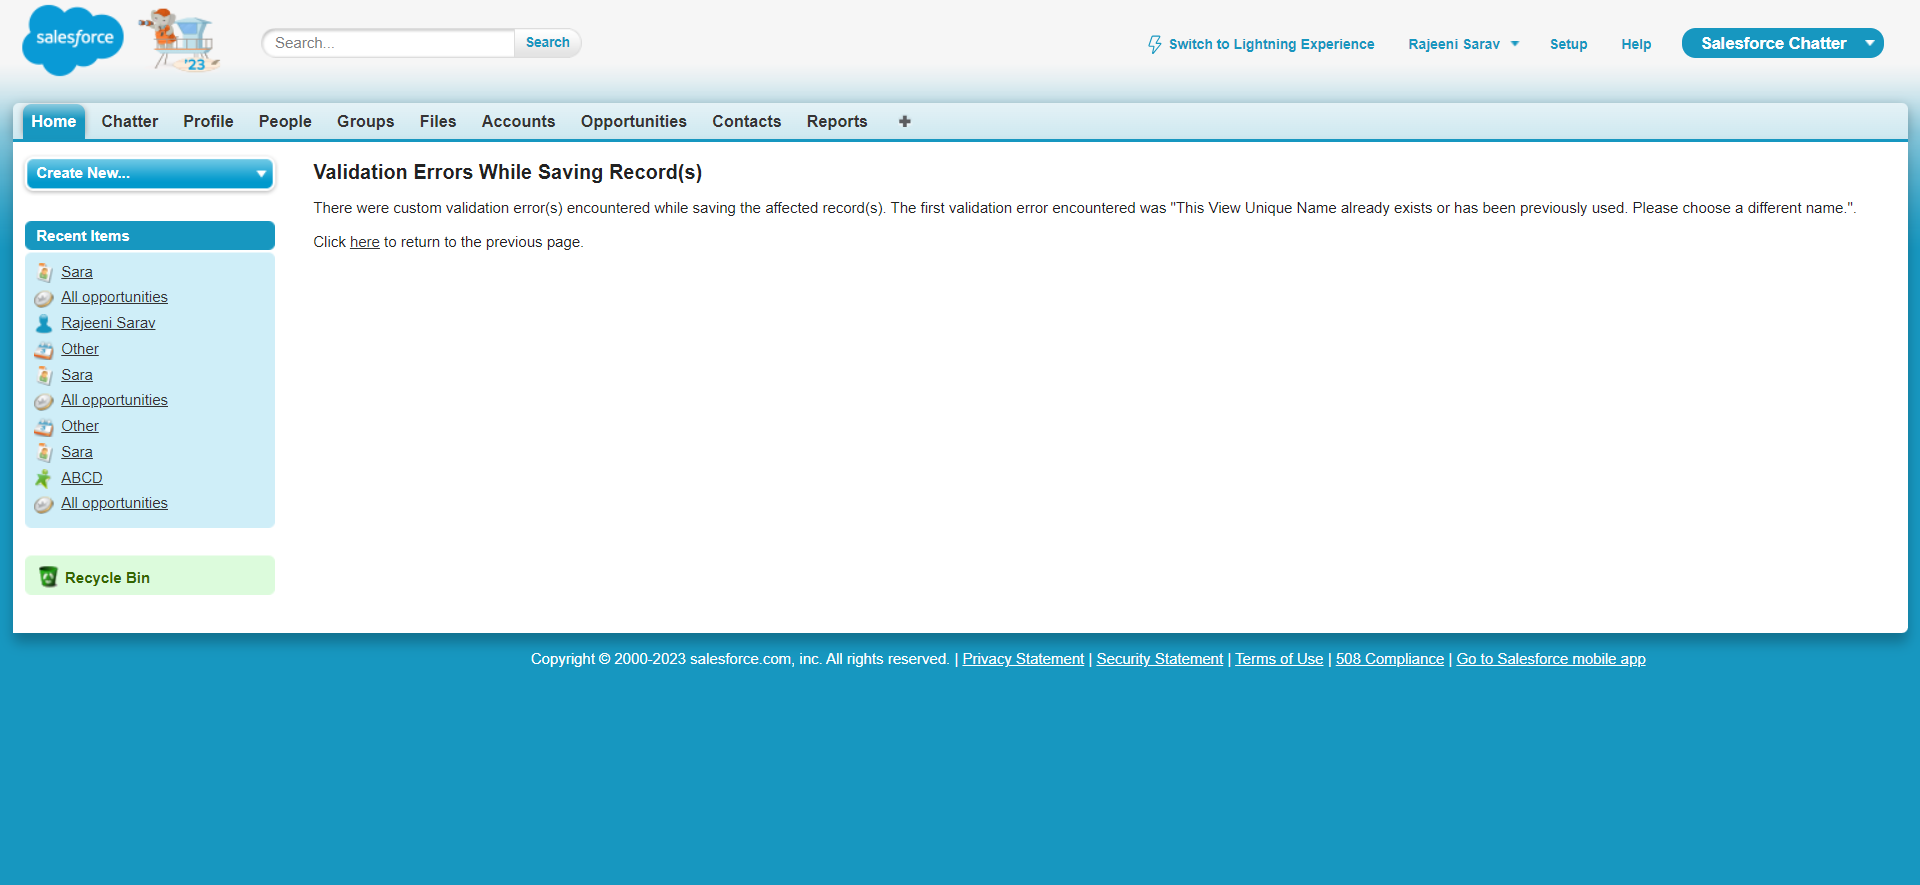 salesforce
'23
Search...
Search
Switch to Lightning Experience
Rajeeni Sarav
Setup
Help
Salesforce Chatter
Home
Chatter
Profile
People
Groups
Files
Accounts
Opportunities
Contacts
Reports
+
Create New...
Recent Items
Sara
All opportunities
Rajeeni Sarav
Other
Sara
All opportunities
Other
Sara
ABCD
All opportunities
Recycle Bin
Validation Errors While Saving Record(s)
There were custom validation error(s) encountered while saving the affected record(s). The first validation error encountered was "This View Unique Name already exists or has been previously used. Please choose a different name.".
Click here to return to the previous page.
Copyright © 2000-2023 salesforce.com, inc. All rights reserved. | Privacy Statement | Security Statement | Terms of Use | 508 Compliance | Go to Salesforce mobile app